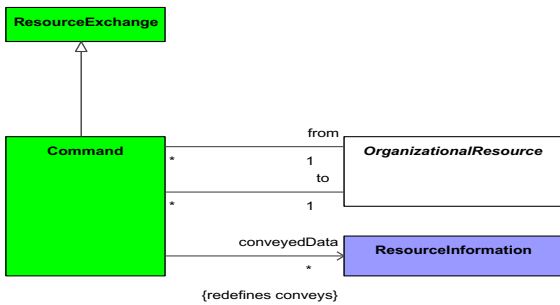 ResourceExchange
from
Command
OrganizationalResource
* 1
to
* 1
conveyedData
ResourceInformation
*
{redefines conveys}